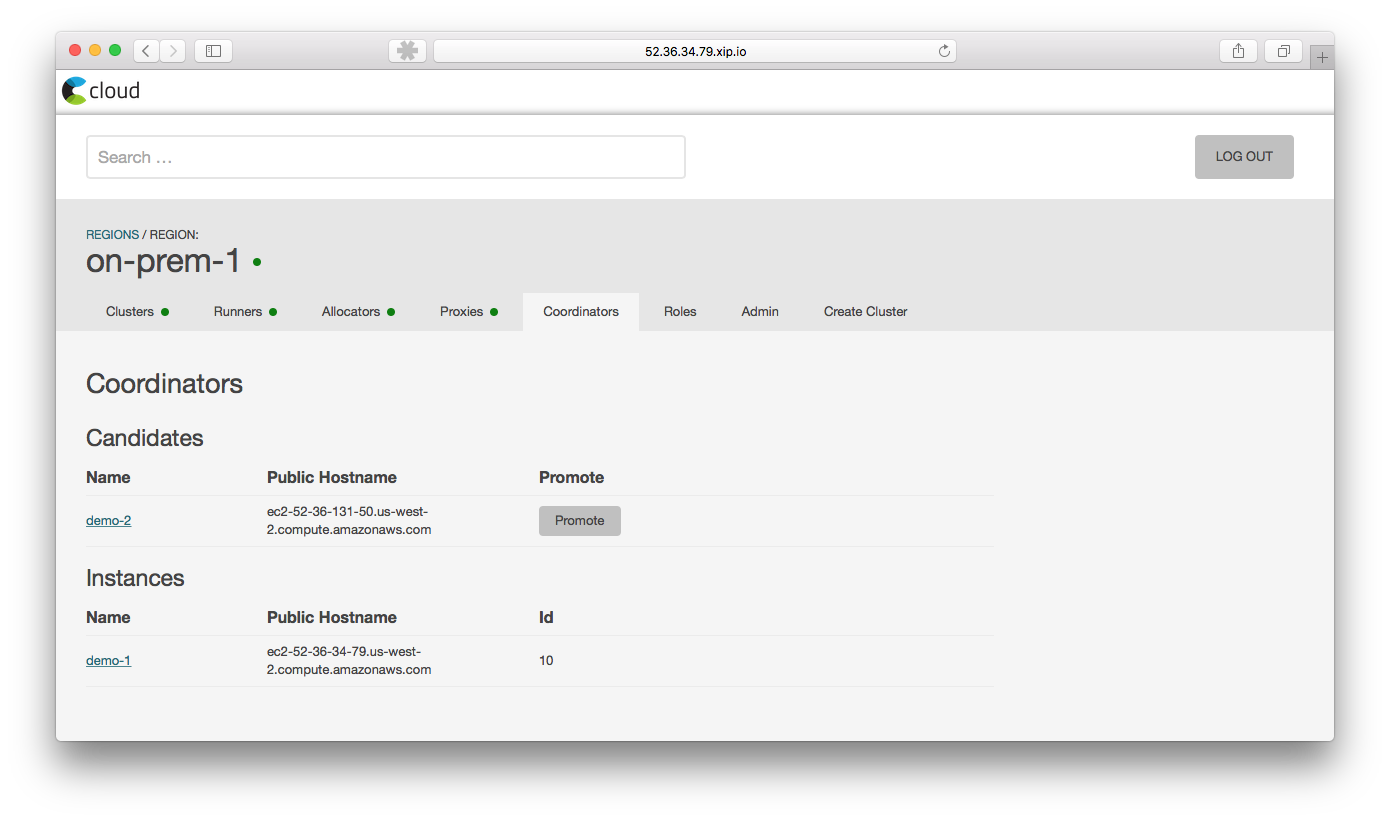 52.36.34.79.xip.io
cloud
Search ...
LOG OUT
REGIONS / REGION:
on-prem-1
Clusters Runners Allocators Proxies Coordinators Roles Admin Create Cluster
Coordinators
Candidates
Name Public Hostname Promote
demo-2 ec2-52-36-131-50.us-west-
2.compute.amazonaws.com Promote
Instances
Name Public Hostname Id
demo-1 ec2-52-36-34-79.us-west-
2.compute.amazonaws.com 10